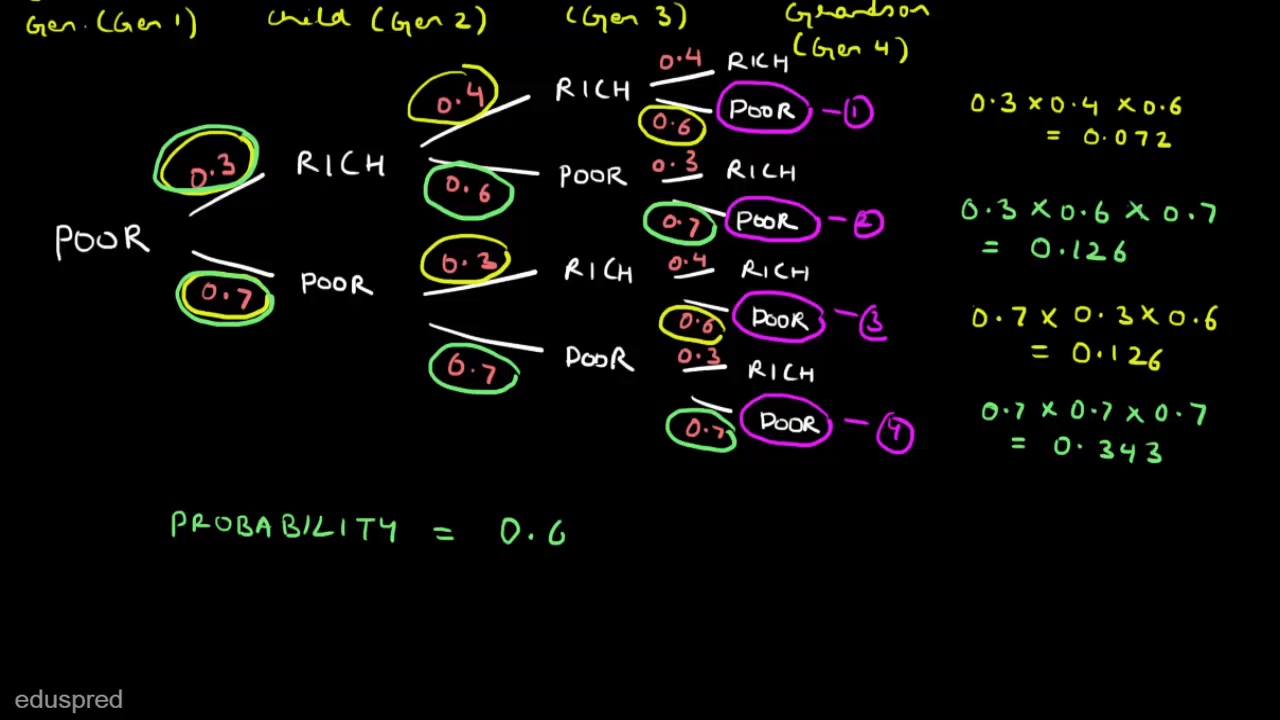 Gen. (Gen 1) Child (Gen 2) (Gen 3) Grandson (Gen 4)
0.4 RICH
0.4 RICH
0.6 POOR - 1
0.3 × 0.4 × 0.6
= 0.072
0.3 RICH
0.6 POOR
0.3 RICH
0.7 POOR - 2
0.3 × 0.6 × 0.7
= 0.126
POOR
0.7 POOR
0.3 RICH
0.4 RICH
0.6 POOR - 3
0.7 × 0.3 × 0.6
= 0.126
0.7 POOR
0.3 RICH
0.7 POOR - 4
0.7 × 0.7 × 0.7
= 0.343
PROBABILITY = 0.6
eduspred